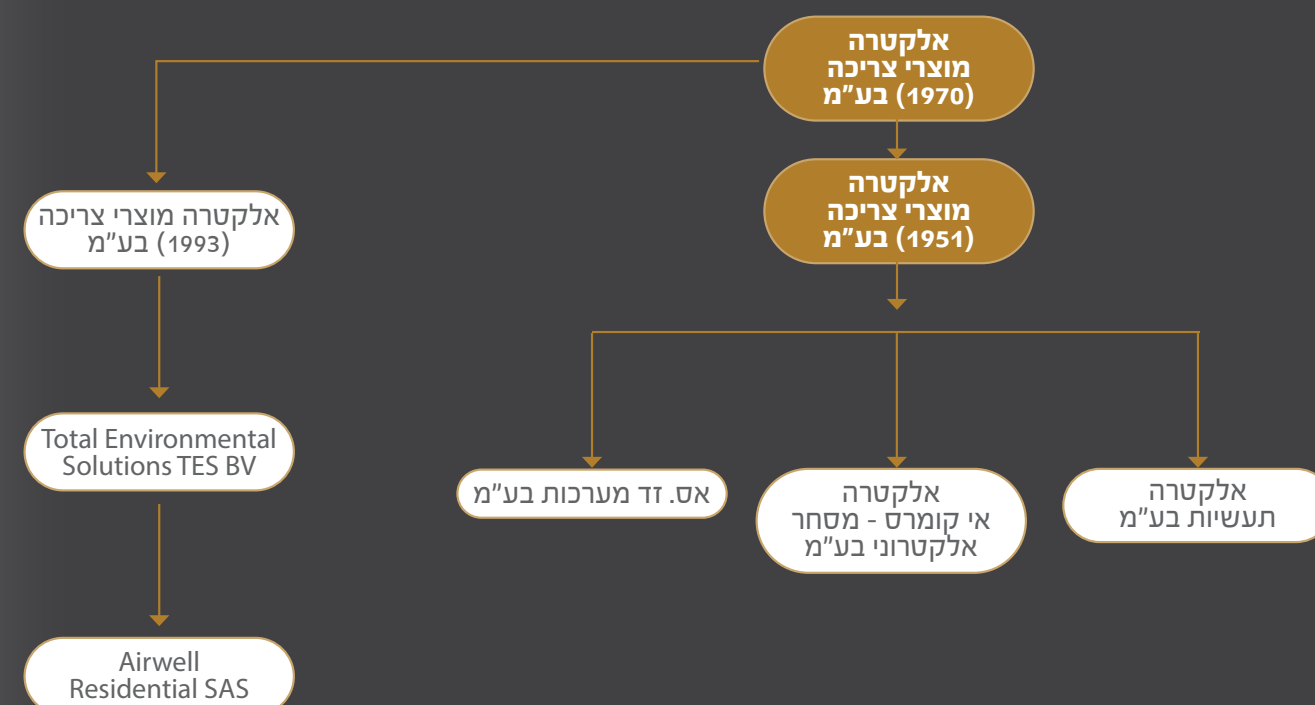 אלקטרה
מוצרי צריכה
(1970) בע"מ
אלקטרה
מוצרי צריכה
(1951) בע"מ
אלקטרה מוצרי צריכה
(1993) בע"מ
Total Environmental
Solutions TES BV
Airwell
Residential SAS
אלקטרה
תעשיות בע"מ
אלקטרה
אי קומרס - מסחר
אלקטרוני בע"מ
אס. זד מערכות בע"מ